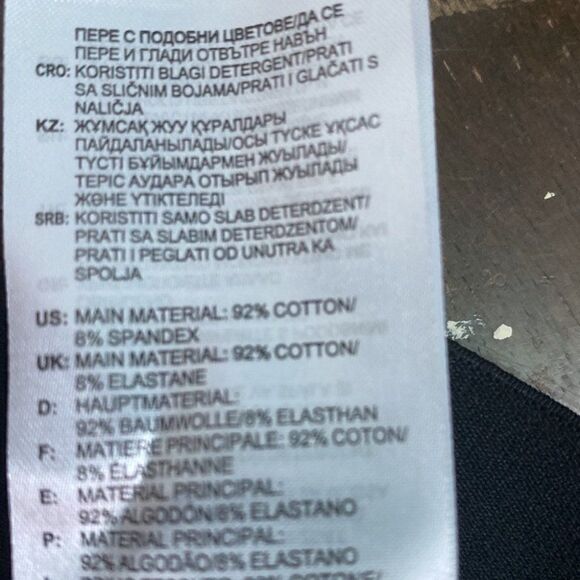 ПЕРЕ С ПОДОБНИ ЦВЕТОВЕ/ДА СЕ
ПЕРЕ И ГЛАДИ ОТВЪТРЕ НАВЪН
CRO: KORISTITI BLAGI DETERGENT/PRATI
SA SLIČNIM BOJAMA/PRATI I GLAČATI S
NALIČJA
KZ: ЖҰМСАҚ ЖУУ ҚҰРАЛДАРЫ
ПАЙДАЛАНЫЛАДЫ/ОСЫ ТҮСКЕ ҰҚСАС
ТҮСТІ БҰЙЫМДАРМЕН ЖУЫЛАДЫ/
ТЕРІС АУДАРА ОТЫРЫП ЖУЫЛАДЫ
ЖӘНЕ ҮТІКТЕЛЕДІ
SRB: KORISTITI SAMO SLAB DETERDZENT/
PRATI SA SLABIM DETERDZENTOM/
PRATI I PEGLATI OD UNUTRA KA
SPOLJA
US: MAIN MATERIAL: 92% COTTON/
8% SPANDEX
UK: MAIN MATERIAL: 92% COTTON/
8% ELASTANE
D: HAUPTMATERIAL:
92% BAUMWOLLE/8% ELASTHAN
F: MATIERE PRINCIPALE: 92% COTON/
8% ÉLASTHANNE
E: MATERIAL PRINCIPAL:
92% ALGODÓN/8% ELASTANO
P: MATERIAL PRINCIPAL:
92% ALGODÃO/8% ELASTANO